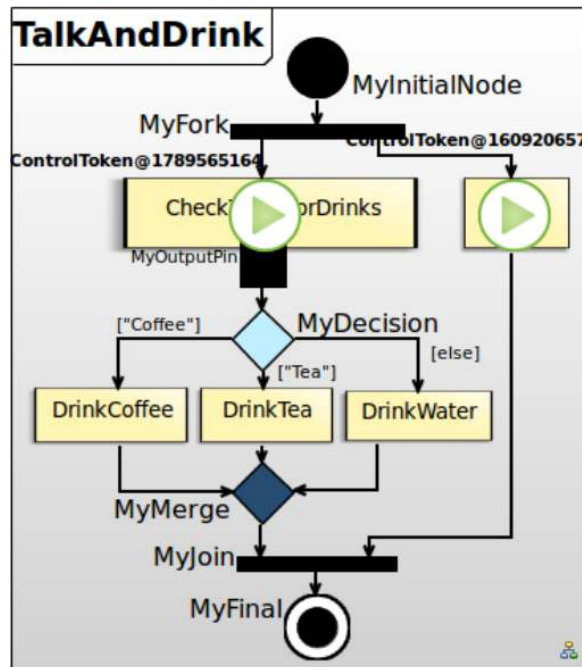 TalkAndDrink
MyInitialNode
MyFork
ControlToken@1789565164
ControlToken@160920657
MyOutputPin
MyDecision
["Coffee"]
["Tea"]
[else]
DrinkCoffee
DrinkTea
DrinkWater
MyMerge
MyJoin
MyFinal